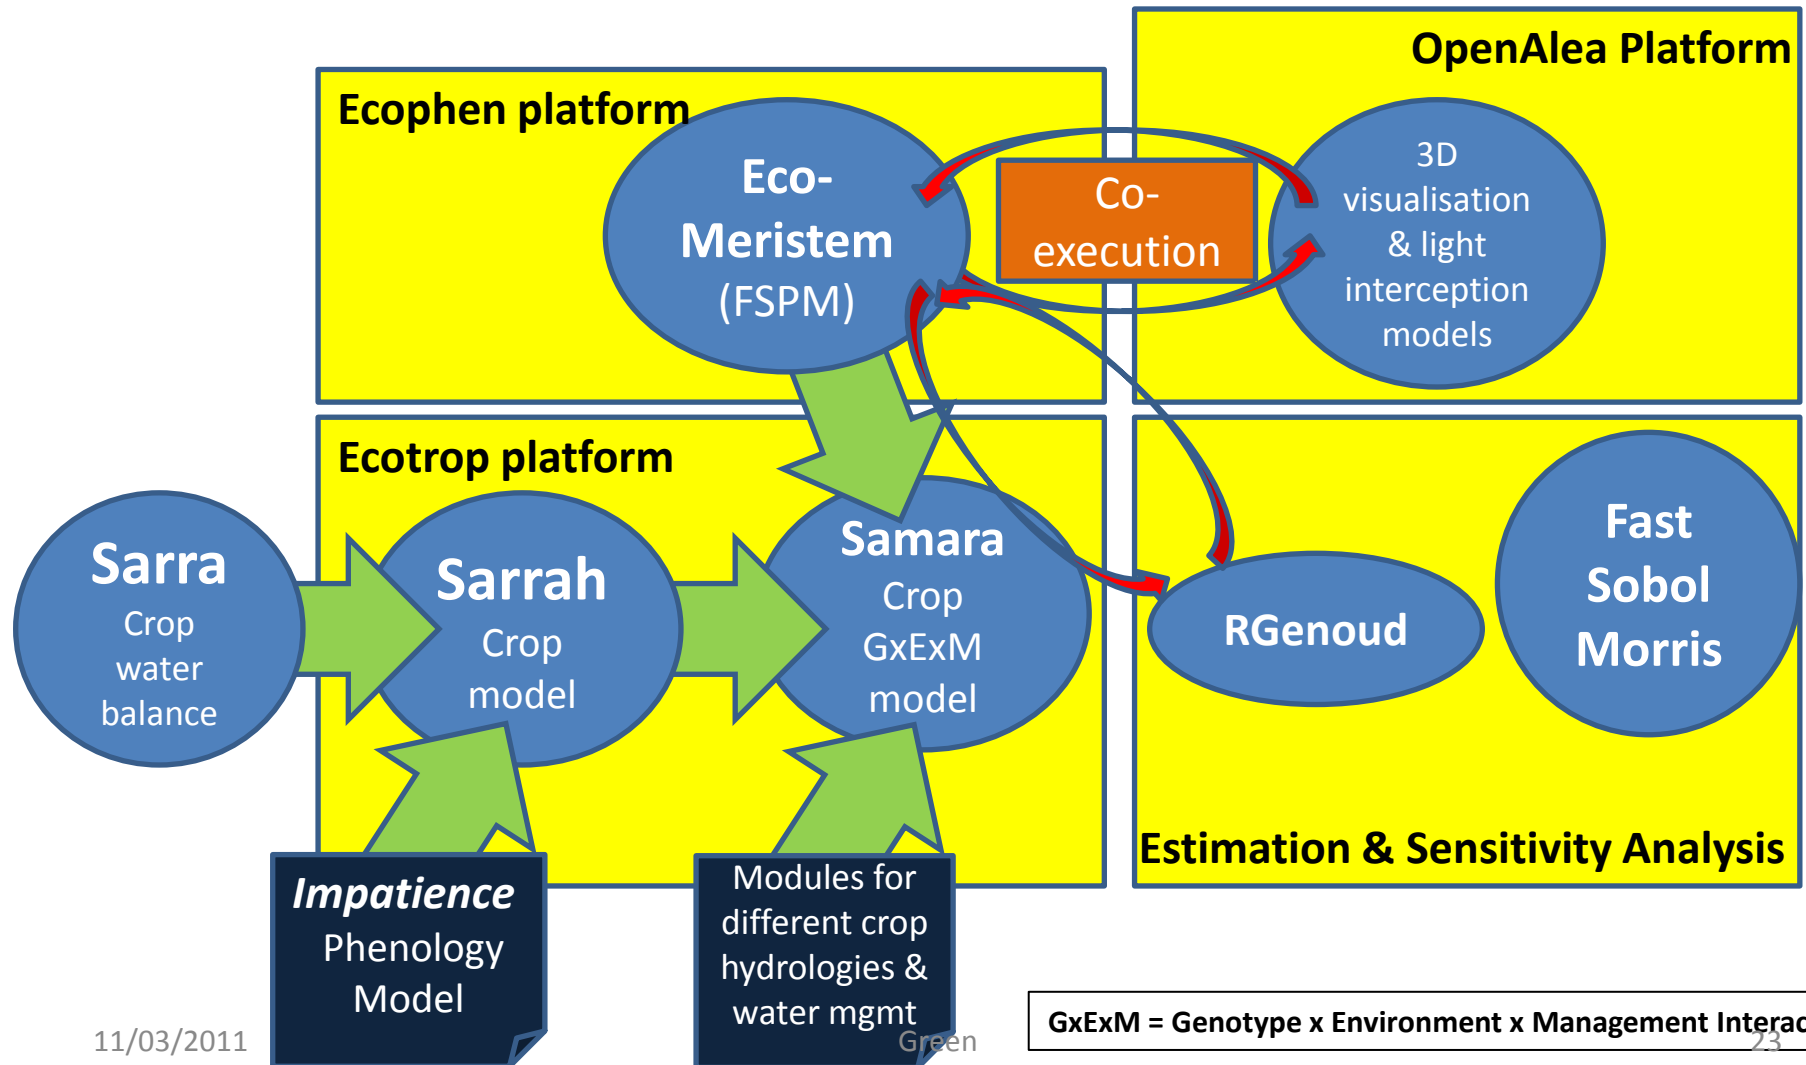 OpenAlea Platform
Ecophen platform
Eco-
Meristem
(FSPM)
Co-
execution
3D
visualisation
& light
interception
models
Ecotrop platform
Sarra
Crop
water
balance
Sarrah
Crop
model
Samara
Crop
GxExM
model
RGenoud
Fast
Sobol
Morris
Estimation & Sensitivity Analysis
Impatience
Phenology
Model
Modules for
different crop
hydrologies &
water mgmt
GxExM = Genotype x Environment x Management Interac
11/03/2011
Green
23